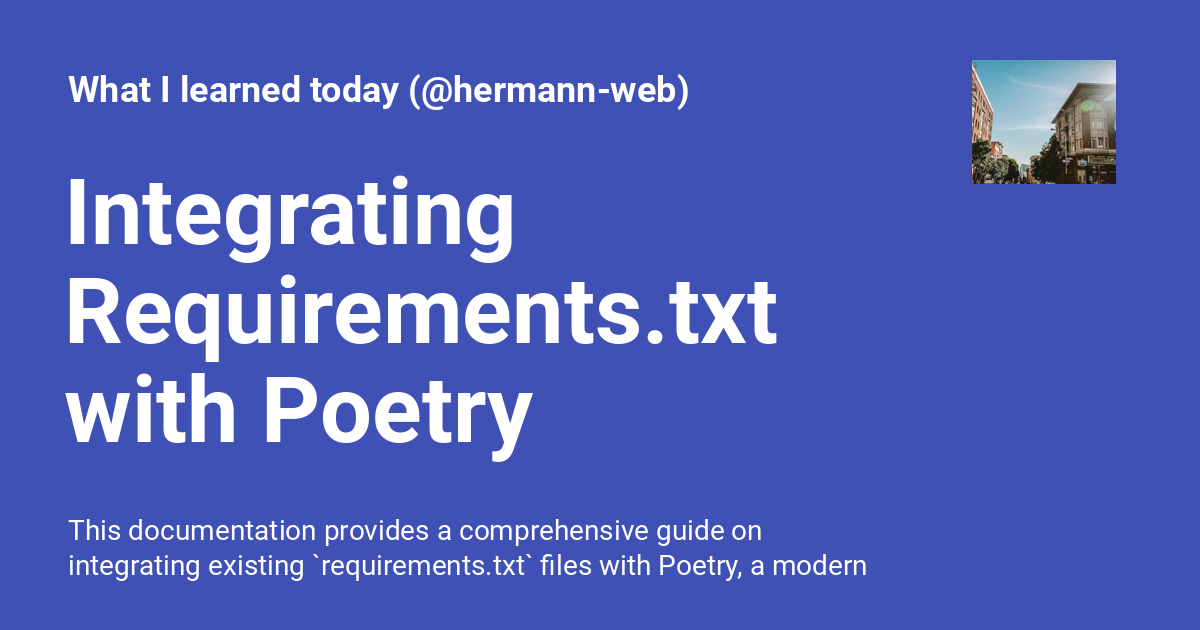 What I learned today (@hermann-web)
Integrating
Requirements.txt
with Poetry
This documentation provides a comprehensive guide on
integrating existing `requirements.txt` files with Poetry, a modern